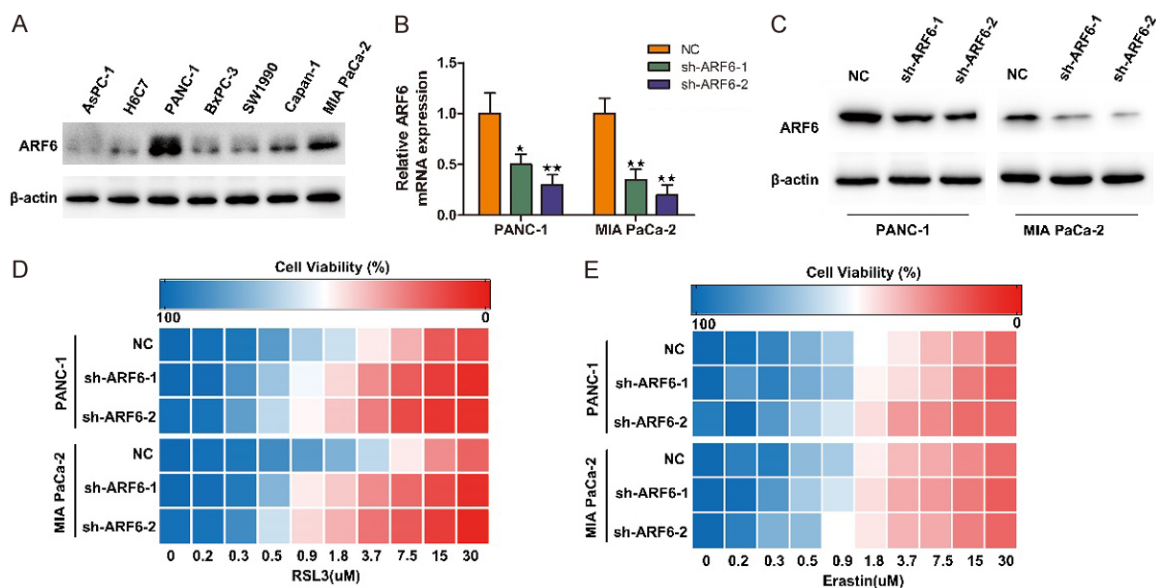 A
AsPC-1 H6C7 PANC-1 BxPC-3 SW1990 Capan-1 MIA PaCa-2
ARF6
β-actin
B
Relative ARF6
mRNA expression
1.5
1.0
0.5
0.0
NC
sh-ARF6-1
sh-ARF6-2
★ ★★ ★★ ★★
PANC-1 MIA PaCa-2
C
NC sh-ARF6-1 sh-ARF6-2 NC sh-ARF6-1 sh-ARF6-2
ARF6
β-actin
PANC-1 MIA PaCa-2
D
Cell Viability (%)
100 0
PANC-1
NC
sh-ARF6-1
sh-ARF6-2
MIA PaCa-2
NC
sh-ARF6-1
sh-ARF6-2
0 0.2 0.3 0.5 0.9 1.8 3.7 7.5 15 30
RSL3(uM)
E
Cell Viability (%)
100 0
PANC-1
NC
sh-ARF6-1
sh-ARF6-2
MIA PaCa-2
NC
sh-ARF6-1
sh-ARF6-2
0 0.2 0.3 0.5 0.9 1.8 3.7 7.5 15 30
Erastin(uM)